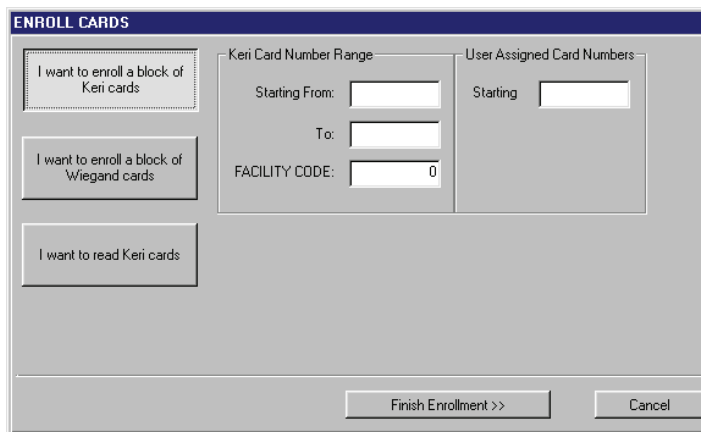 ENROLL CARDS
I want to enroll a block of
Keri cards
I want to enroll a block of
Wiegand cards
I want to read Keri cards
Keri Card Number Range
Starting From:
To:
FACILITY CODE: 0
User Assigned Card Numbers
Starting
Finish Enrollment >>
Cancel